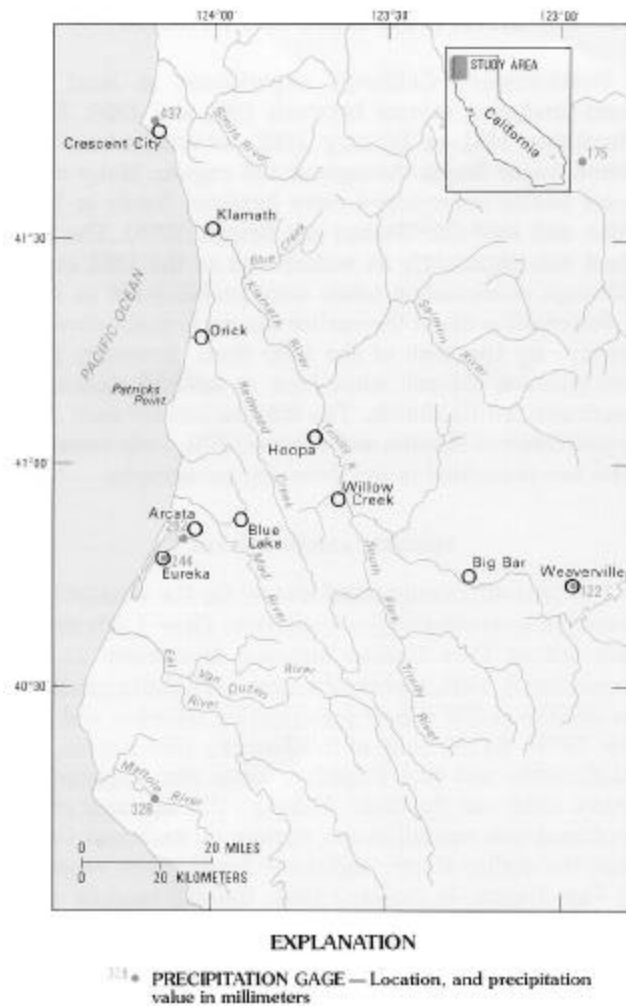 124°00'
123°30'
123°00'
STUDY AREA
California
175
437
Crescent City
Smith River
Klamath
41°30'
Blue Creek
Klamath River
Salmon River
PACIFIC OCEAN
Orick
Patricks Point
Redwood Creek
Hoopa
Trinity R.
41°00'
Willow Creek
Arcata
Blue Lake
244
Eureka
Mad River
Big Bar
Weaverville
122
South Fork Trinity River
40°30'
Eel River
Van Duzen River
Mattole River
328
0 20 MILES
0 20 KILOMETERS
EXPLANATION
PRECIPITATION GAGE — Location, and precipitation
value in millimeters